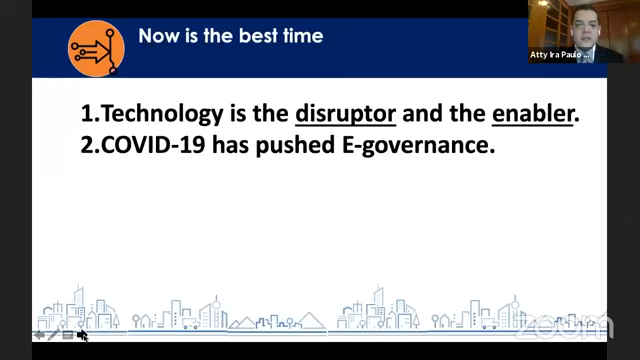 Now is the best time
Atty Ira Paulo ...
1.Technology is the disruptor and the enabler.
2.COVID-19 has pushed E-governance.
zoom